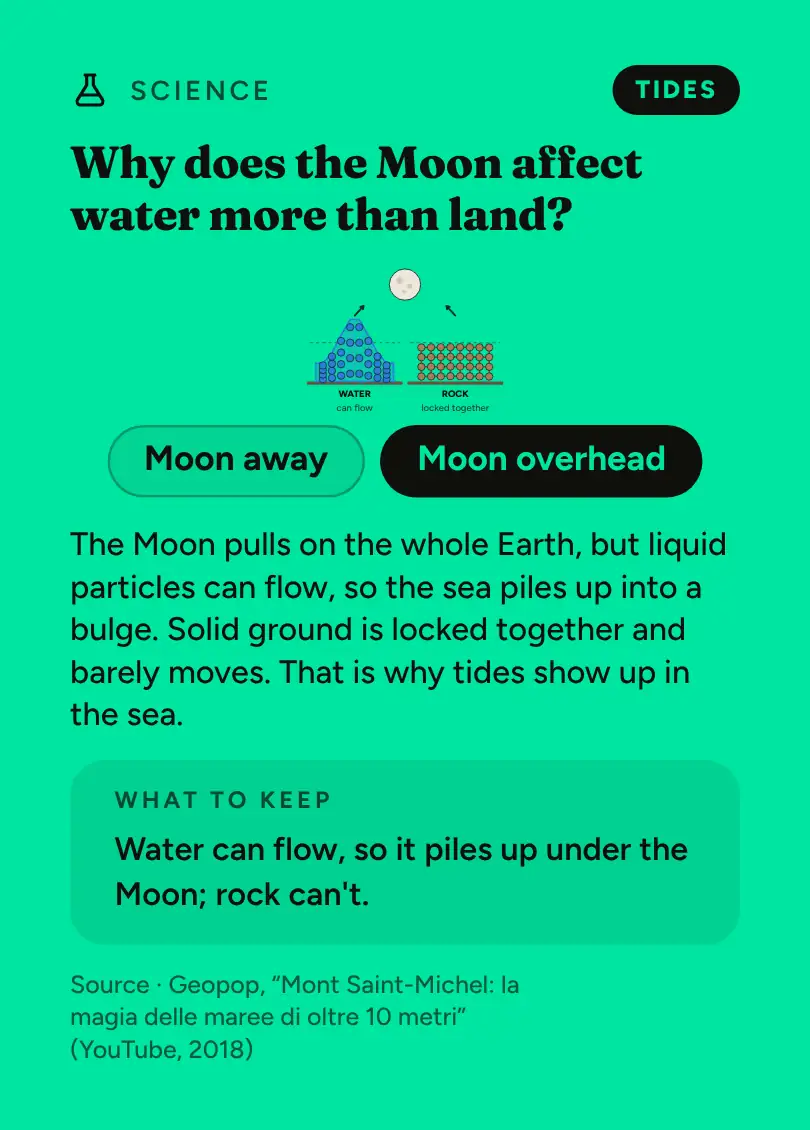 SCIENCE
TIDES
Why does the Moon affect
water more than land?
WATER
can flow
ROCK
locked together
Moon away
Moon overhead
The Moon pulls on the whole Earth, but liquid
particles can flow, so the sea piles up into a
bulge. Solid ground is locked together and
barely moves. That is why tides show up in
the sea.
WHAT TO KEEP
Water can flow, so it piles up under the
Moon; rock can't.
Source · Geopop, “Mont Saint-Michel: la
magia delle maree di oltre 10 metri”
(YouTube, 2018)